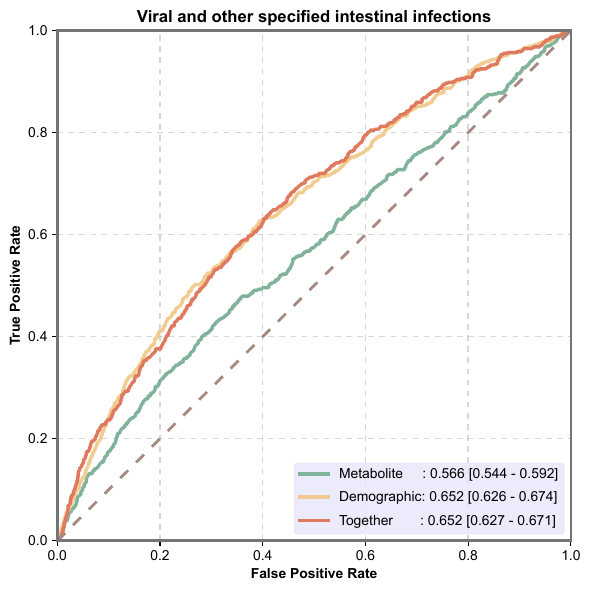 Viral and other specified intestinal infections
1.0
0.8
0.6
0.4
0.2
0.0
True Positive Rate
Metabolite : 0.566 [0.544 - 0.592]
Demographic: 0.652 [0.626 - 0.674]
Together : 0.652 [0.627 - 0.671]
0.0 0.2 0.4 0.6 0.8 1.0
False Positive Rate